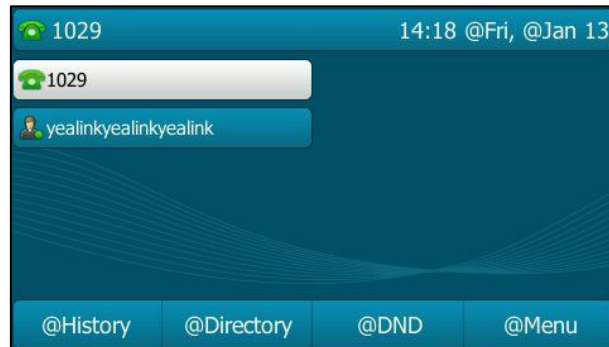 1029 14:18 @Fri, @Jan 13
1029
yealinkyealinkyealink
@History @Directory @DND @Menu